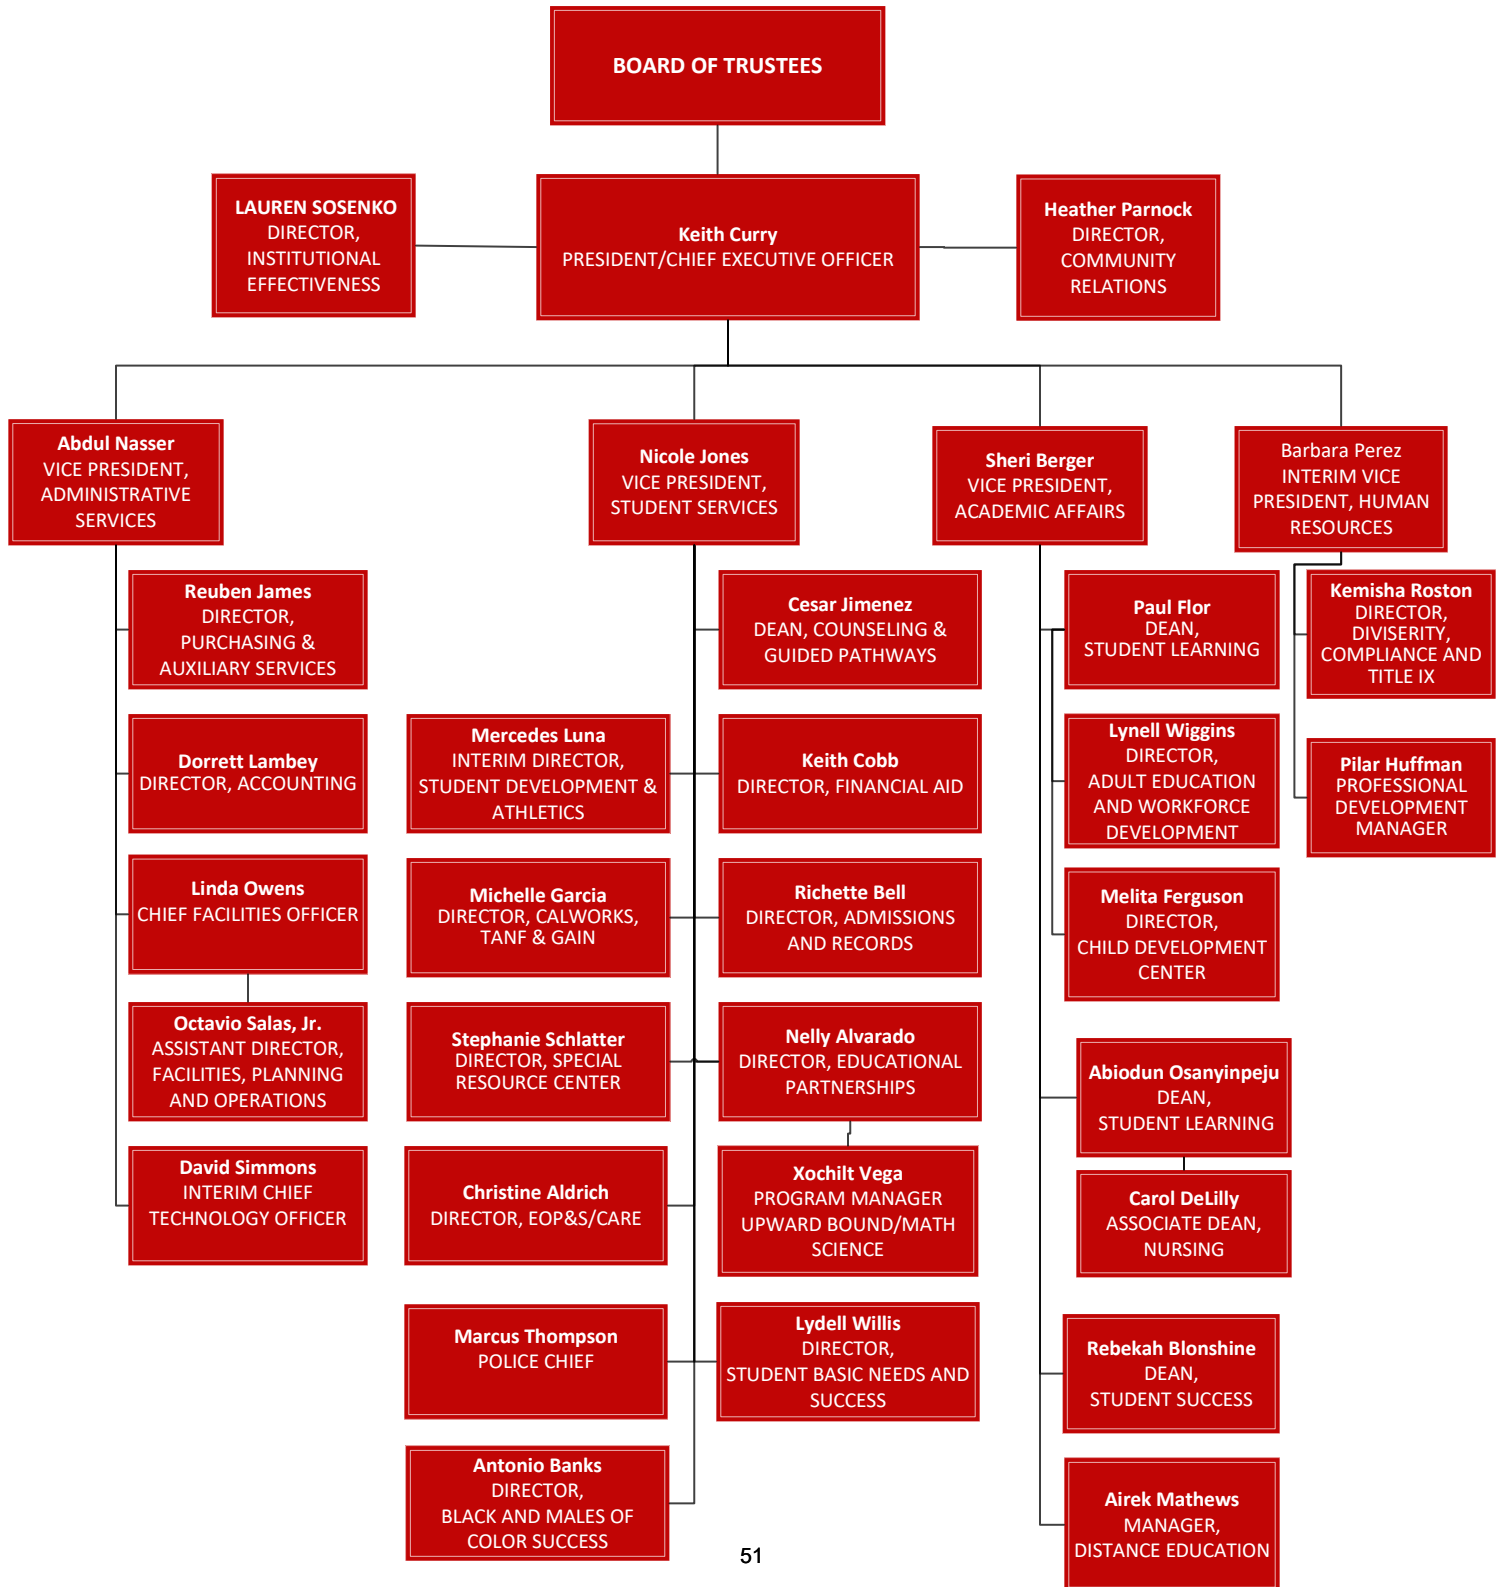 BOARD OF TRUSTEES
LAUREN SOSENKO
DIRECTOR,
INSTITUTIONAL
EFFECTIVENESS
Keith Curry
PRESIDENT/CHIEF EXECUTIVE OFFICER
Heather Parnock
DIRECTOR,
COMMUNITY
RELATIONS
Abdul Nasser
VICE PRESIDENT,
ADMINISTRATIVE
SERVICES
Nicole Jones
VICE PRESIDENT,
STUDENT SERVICES
Sheri Berger
VICE PRESIDENT,
ACADEMIC AFFAIRS
Barbara Perez
INTERIM VICE
PRESIDENT, HUMAN
RESOURCES
Reuben James
DIRECTOR,
PURCHASING &
AUXILIARY SERVICES
Dorrett Lambey
DIRECTOR, ACCOUNTING
Linda Owens
CHIEF FACILITIES OFFICER
Octavio Salas, Jr.
ASSISTANT DIRECTOR,
FACILITIES, PLANNING
AND OPERATIONS
David Simmons
INTERIM CHIEF
TECHNOLOGY OFFICER
Cesar Jimenez
DEAN, COUNSELING &
GUIDED PATHWAYS
Mercedes Luna
INTERIM DIRECTOR,
STUDENT DEVELOPMENT &
ATHLETICS
Keith Cobb
DIRECTOR, FINANCIAL AID
Michelle Garcia
DIRECTOR, CALWORKS,
TANF & GAIN
Richette Bell
DIRECTOR, ADMISSIONS
AND RECORDS
Stephanie Schlatter
DIRECTOR, SPECIAL
RESOURCE CENTER
Nelly Alvarado
DIRECTOR, EDUCATIONAL
PARTNERSHIPS
Christine Aldrich
DIRECTOR, EOP&S/CARE
Xochilt Vega
PROGRAM MANAGER
UPWARD BOUND/MATH
SCIENCE
Marcus Thompson
POLICE CHIEF
Lydell Willis
DIRECTOR,
STUDENT BASIC NEEDS AND
SUCCESS
Antonio Banks
DIRECTOR,
BLACK AND MALES OF
COLOR SUCCESS
Paul Flor
DEAN,
STUDENT LEARNING
Lynell Wiggins
DIRECTOR,
ADULT EDUCATION
AND WORKFORCE
DEVELOPMENT
Melita Ferguson
DIRECTOR,
CHILD DEVELOPMENT
CENTER
Abiodun Osanyinpeju
DEAN,
STUDENT LEARNING
Carol DeLilly
ASSOCIATE DEAN,
NURSING
Rebekah Blonshine
DEAN,
STUDENT SUCCESS
Airek Mathews
MANAGER,
DISTANCE EDUCATION
Kemisha Roston
DIRECTOR,
DIVISERITY,
COMPLIANCE AND
TITLE IX
Pilar Huffman
PROFESSIONAL
DEVELOPMENT
MANAGER
51